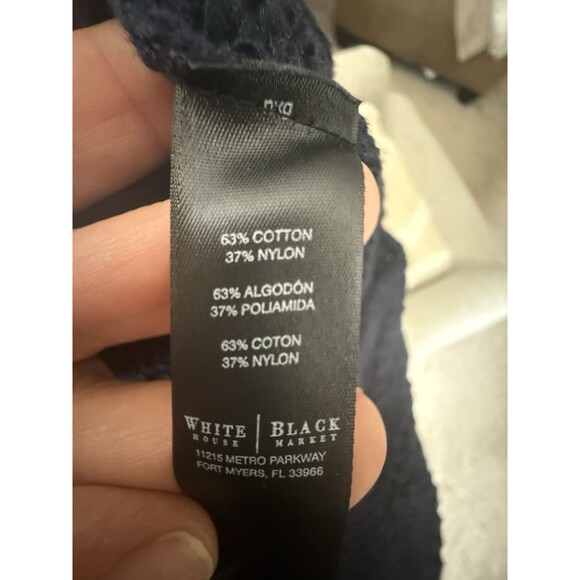 63% COTTON
37% NYLON
63% ALGODÓN
37% POLIAMIDA
63% COTON
37% NYLON
WHITE HOUSE | BLACK MARKET
11215 METRO PARKWAY
FORT MYERS, FL 33966